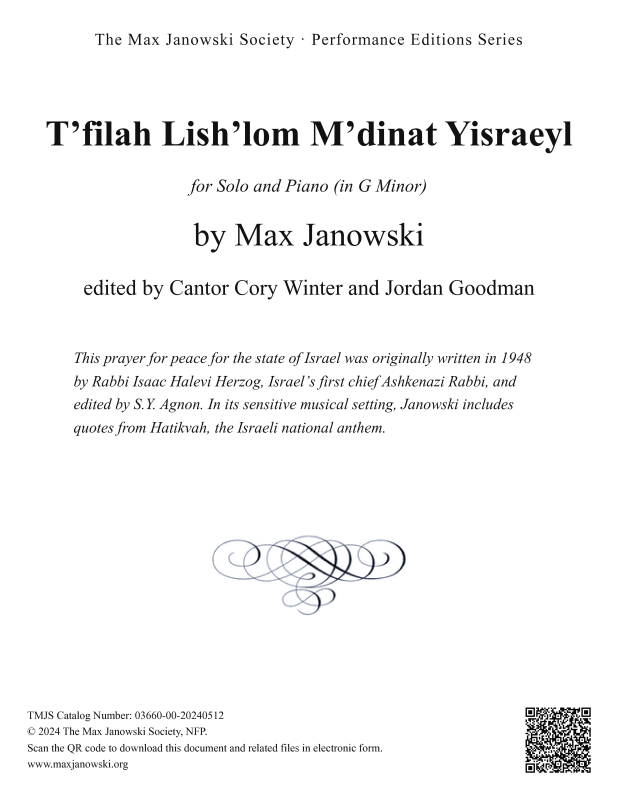 The Max Janowski Society · Performance Editions Series
T’filah Lish’lom M’dinat Yisraeyl
for Solo and Piano (in G Minor)
by Max Janowski
edited by Cantor Cory Winter and Jordan Goodman
This prayer for peace for the state of Israel was originally written in 1948
by Rabbi Isaac Halevi Herzog, Israel’s first chief Ashkenazi Rabbi, and
edited by S.Y. Agnon. In its sensitive musical setting, Janowski includes
quotes from Hatikvah, the Israeli national anthem.
TMJS Catalog Number: 03660-00-20240512
© 2024 The Max Janowski Society, NFP.
Scan the QR code to download this document and related files in electronic form.
www.maxjanowski.org